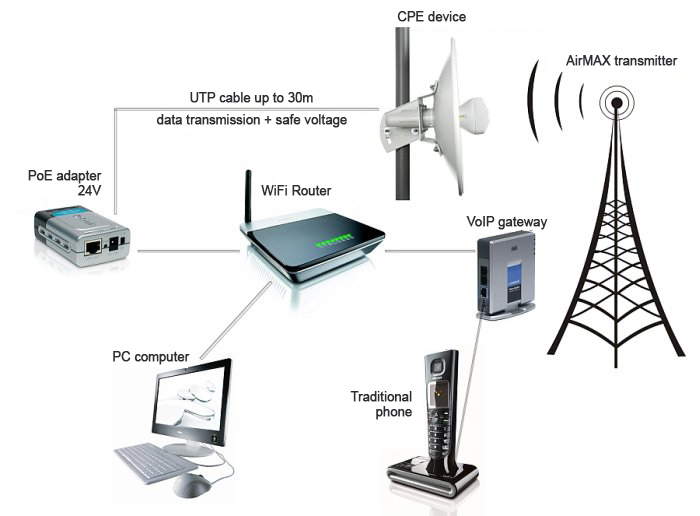 CPE device
AirMAX transmitter
UTP cable up to 30m
data transmission + safe voltage
PoE adapter
24V
WiFi Router
VoIP gateway
PC computer
Traditional
phone